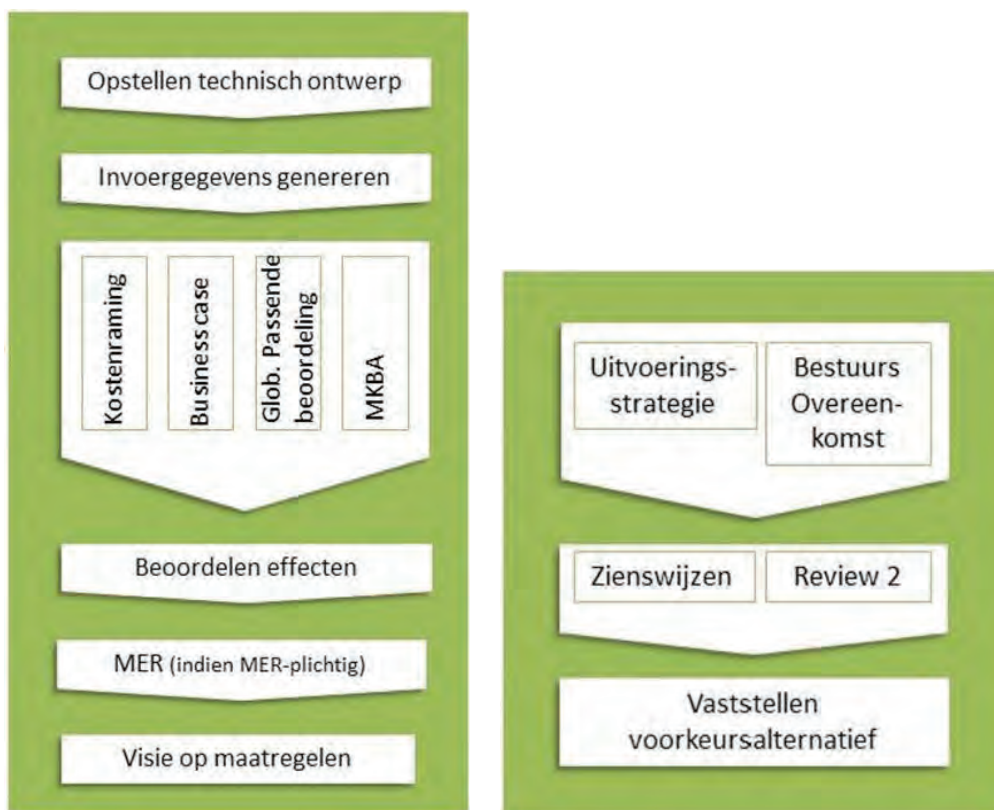 Opstellen technisch ontwerp
Invoergegevens genereren
Kostenraming
Business case
Glob. Passende
beoordeling
MKBA
Beoordelen effecten
MER (indien MER-plichtig)
Visie op maatregelen
Uitvoerings-
strategie
Bestuurs
Overeen-
komst
Zienswijzen
Review 2
Vaststellen
voorkeursalternatief